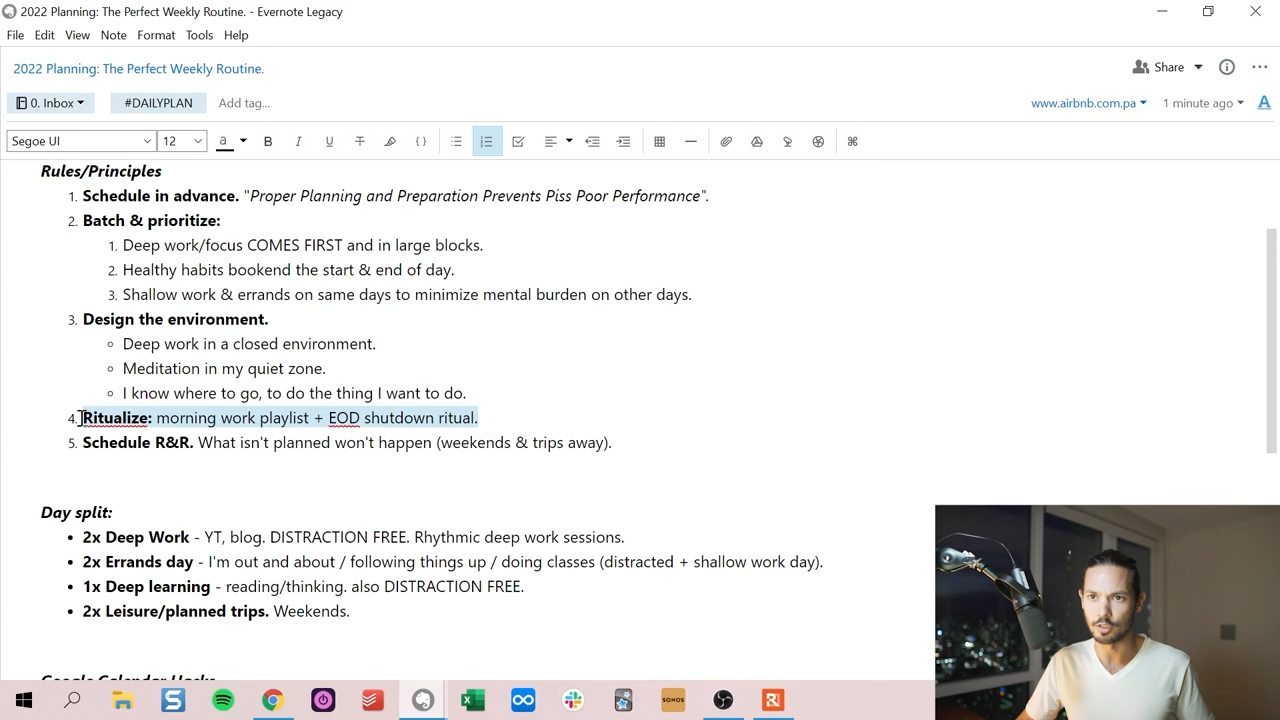 2022 Planning: The Perfect Weekly Routine. - Evernote Legacy
File Edit View Note Format Tools Help
2022 Planning: The Perfect Weekly Routine.
Share
0. Inbox #DAILYPLAN Add tag...
www.airbnb.com.pa 1 minute ago A
Segoe UI 12 a B I U T { }
Rules/Principles
1. Schedule in advance. "Proper Planning and Preparation Prevents Piss Poor Performance".
2. Batch & prioritize:
1. Deep work/focus COMES FIRST and in large blocks.
2. Healthy habits bookend the start & end of day.
3. Shallow work & errands on same days to minimize mental burden on other days.
3. Design the environment.
Deep work in a closed environment.
Meditation in my quiet zone.
I know where to go, to do the thing I want to do.
4. Ritualize: morning work playlist + EOD shutdown ritual.
5. Schedule R&R. What isn't planned won't happen (weekends & trips away).
Day split:
• 2x Deep Work - YT, blog. DISTRACTION FREE. Rhythmic deep work sessions.
• 2x Errands day - I'm out and about / following things up / doing classes (distracted + shallow work day).
• 1x Deep learning - reading/thinking. also DISTRACTION FREE.
• 2x Leisure/planned trips. Weekends.
Google Calendar Hacks
SONOS